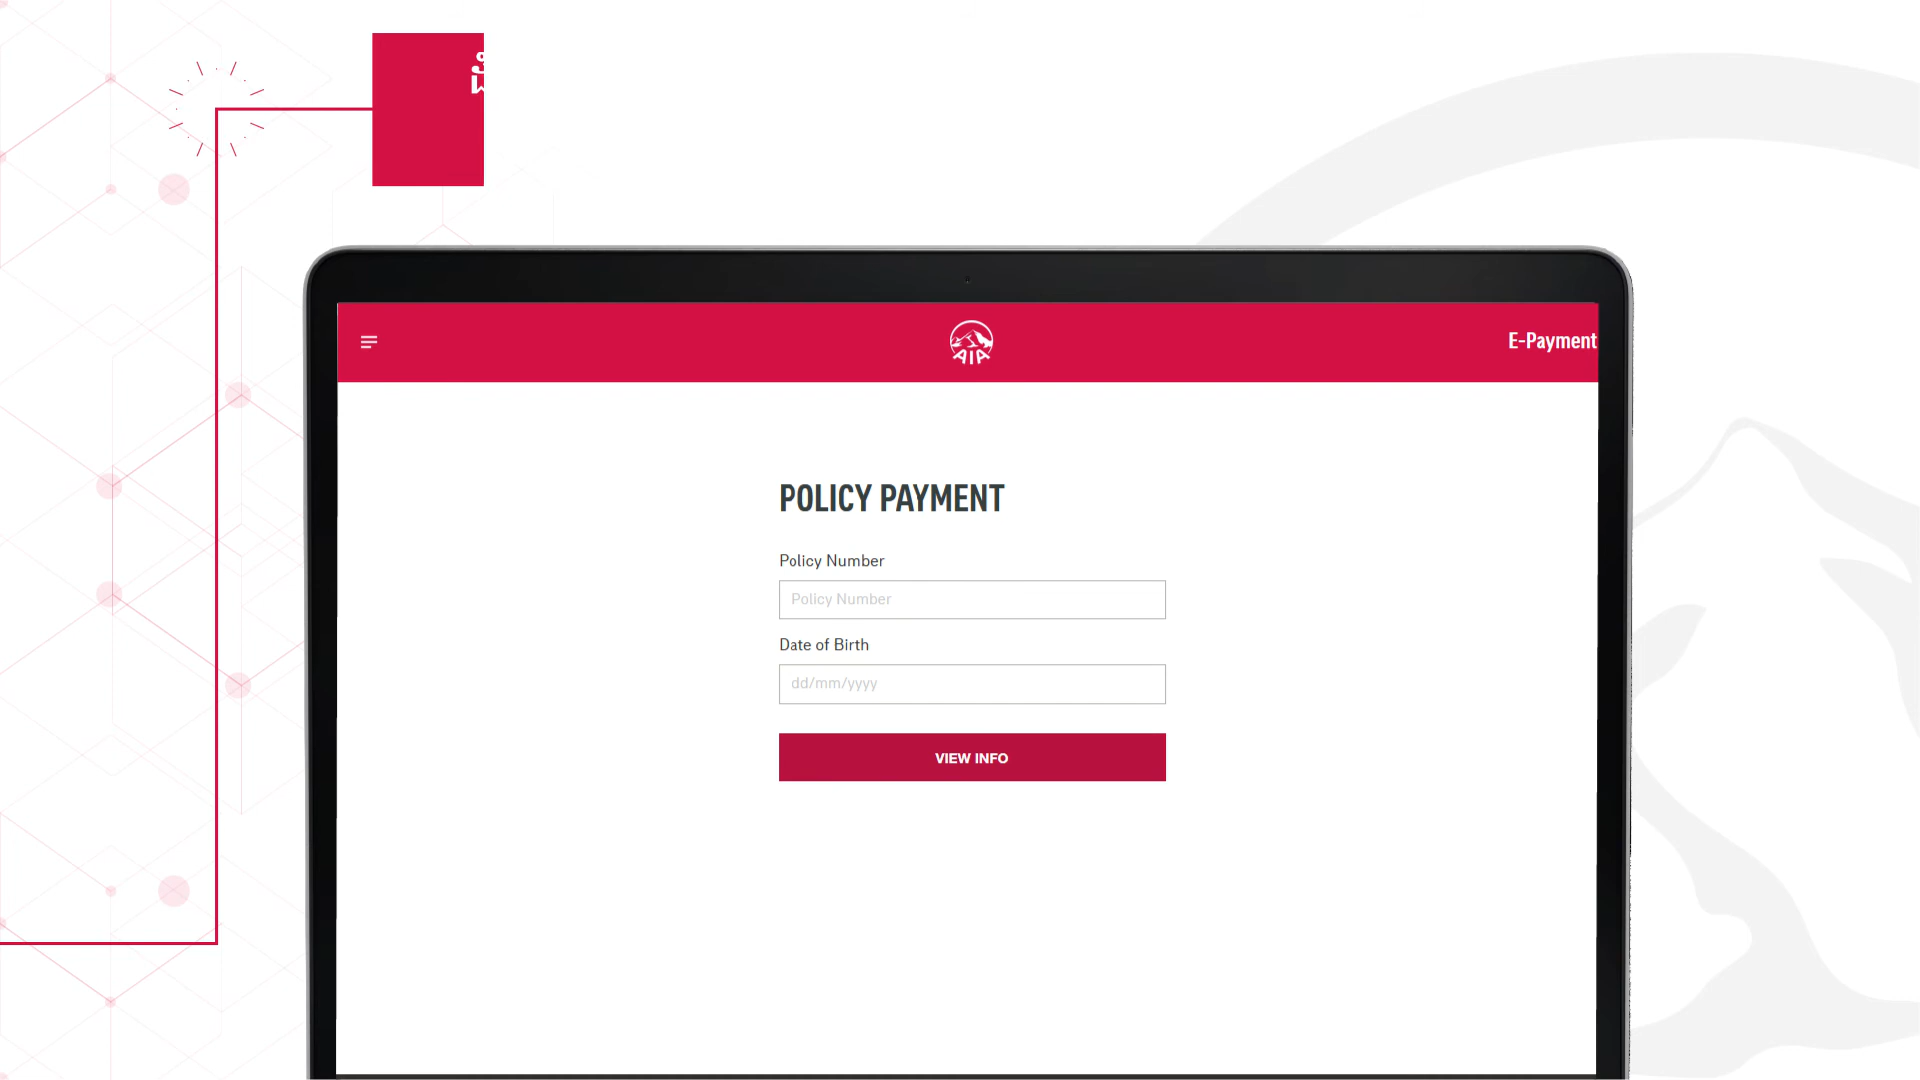 AIA
E-Payment
POLICY PAYMENT
Policy Number
Policy Number
Date of Birth
dd/mm/yyyy
VIEW INFO